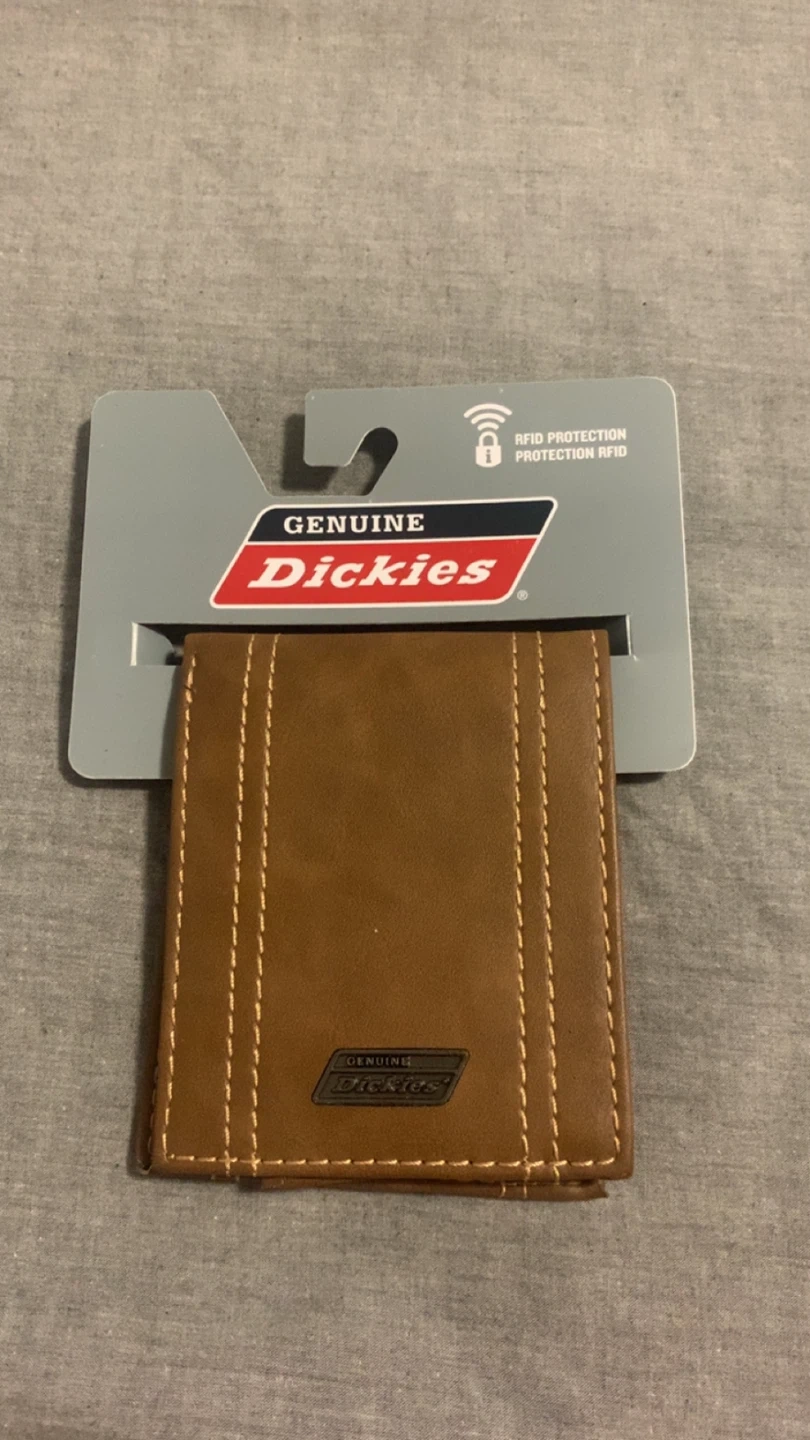 RFID PROTECTION
PROTECTION RFID
GENUINE
Dickies®
GENUINE
Dickies®